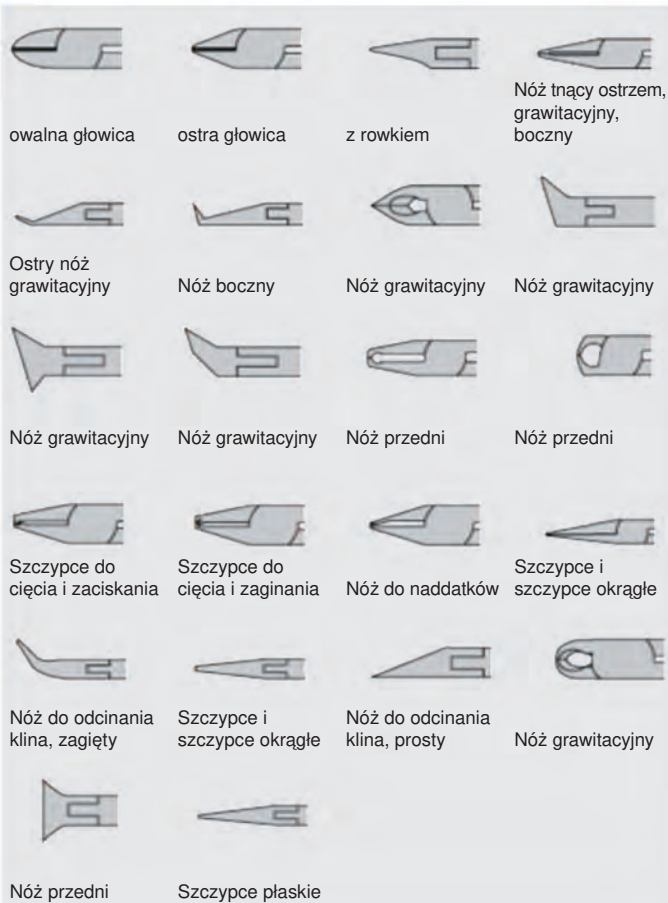 owalna głowica
ostra głowica
z rowkiem
Nóż tnący ostrzem,
grawitacyjny,
boczny
Ostry nóż
grawitacyjny
Nóż boczny
Nóż grawitacyjny
Nóż grawitacyjny
Nóż grawitacyjny
Nóż grawitacyjny
Nóż przedni
Nóż przedni
Szczypce do
cięcia i zaciskania
Szczypce do
cięcia i zaginania
Nóż do naddatków
Szczypce i
szczypce okrągłe
Nóż do odcinania
klina, zagięty
Szczypce i
szczypce okrągłe
Nóż do odcinania
klina, prosty
Nóż grawitacyjny
Nóż przedni
Szczypce płaskie